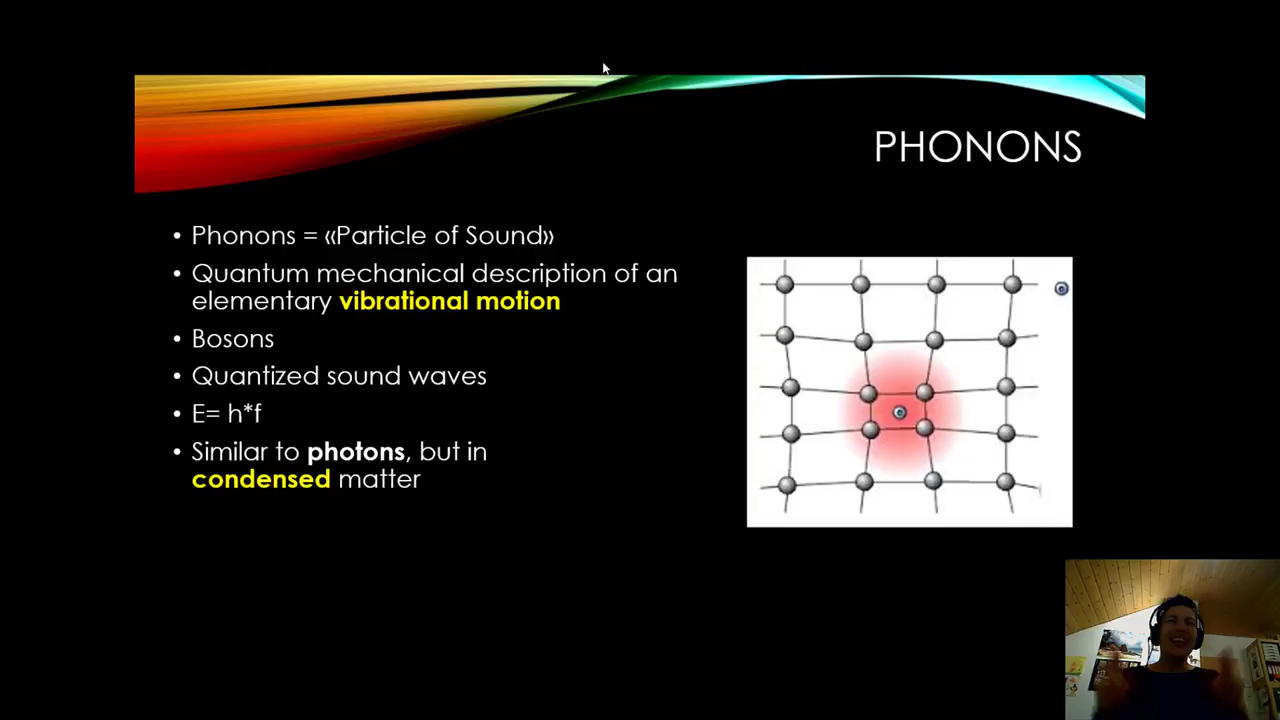 PHONONS
• Phonons = «Particle of Sound»
• Quantum mechanical description of an
elementary vibrational motion
• Bosons
• Quantized sound waves
• E= h*f
• Similar to photons, but in
condensed matter